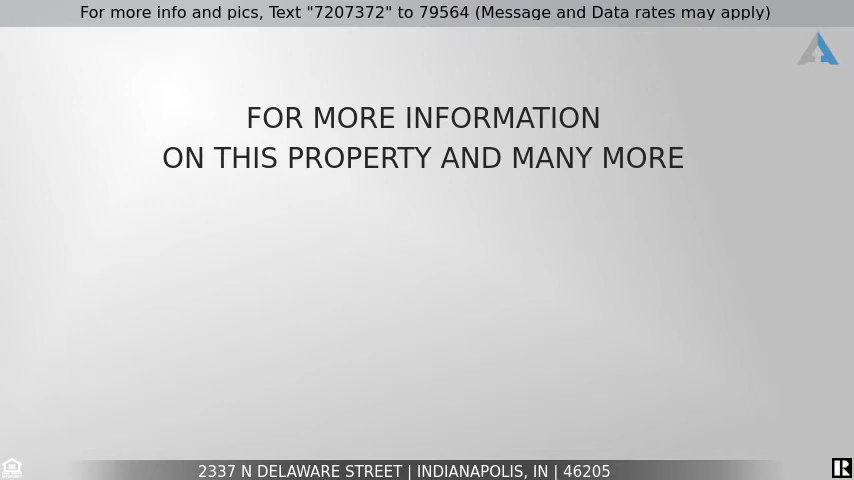 For more info and pics, Text "7207372" to 79564 (Message and Data rates may apply)
FOR MORE INFORMATION
ON THIS PROPERTY AND MANY MORE
2337 N DELAWARE STREET | INDIANAPOLIS, IN | 46205